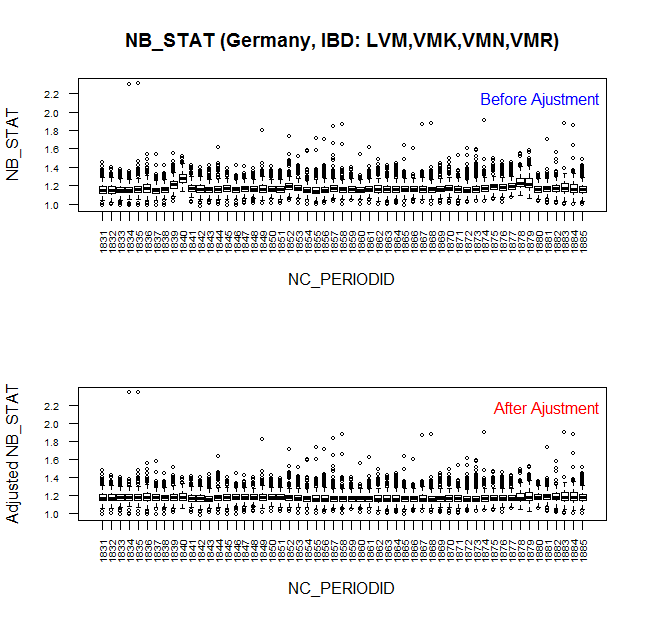 NB_STAT (Germany, IBD: LVM,VMK,VMN,VMR)
Before Ajustment
NB_STAT
2.2
2.0
1.8
1.6
1.4
1.2
1.0
1831 1832 1833 1834 1835 1836 1837 1838 1839 1840 1841 1842 1843 1844 1845 1846 1847 1848 1849 1850 1851 1852 1853 1854 1855 1856 1857 1858 1859 1860 1861 1862 1863 1864 1865 1866 1867 1868 1869 1870 1871 1872 1873 1874 1875 1876 1877 1878 1879 1880 1881 1882 1883 1884 1885
NC_PERIODID
After Ajustment
Adjusted NB_STAT
2.2
2.0
1.8
1.6
1.4
1.2
1.0
1831 1832 1833 1834 1835 1836 1837 1838 1839 1840 1841 1842 1843 1844 1845 1846 1847 1848 1849 1850 1851 1852 1853 1854 1855 1856 1857 1858 1859 1860 1861 1862 1863 1864 1865 1866 1867 1868 1869 1870 1871 1872 1873 1874 1875 1876 1877 1878 1879 1880 1881 1882 1883 1884 1885
NC_PERIODID